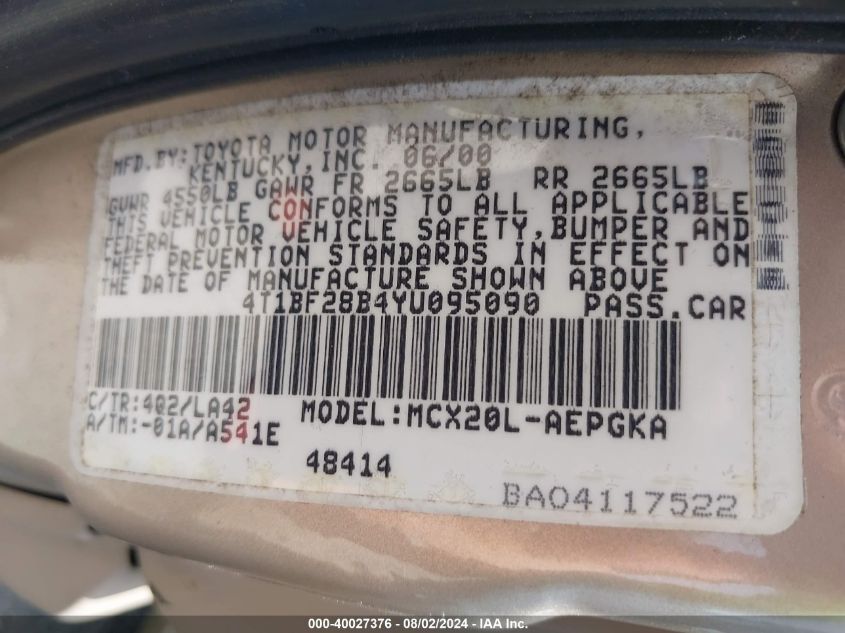 MFD.BY:TOYOTA MOTOR MANUFACTURING,
KENTUCKY,INC. 06/00
GVWR 4550LB GAWR FR 2665LB RR 2665LB
THIS VEHICLE CONFORMS TO ALL APPLICABLE
FEDERAL MOTOR VEHICLE SAFETY,BUMPER AND
THEFT PREVENTION STANDARDS IN EFFECT ON
THE DATE OF MANUFACTURE SHOWN ABOVE
4T1BF28B4YU095090 PASS.CAR
C/TR:402/LA42 MODEL:MCX20L-AEPGKA
A/TM:-01A/A541E
48414
BA04117522
000-40027376 - 08/02/2024 - IAA, Inc.